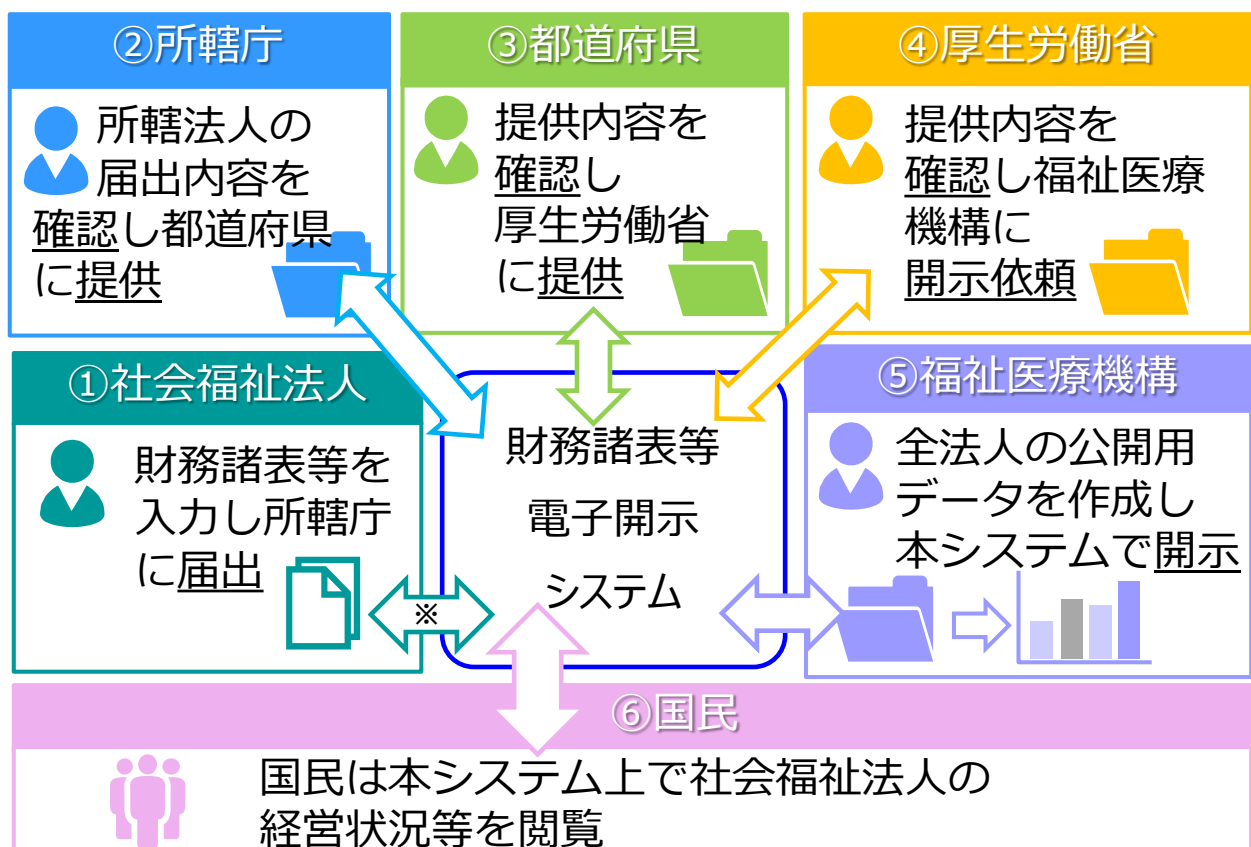 ②所轄庁
所轄法人の
届出内容を
確認し都道府県
に提供
③都道府県
提供内容を
確認し
厚生労働省
に提供
④厚生労働省
提供内容を
確認し福祉医療
機構に
開示依頼
①社会福祉法人
財務諸表等を
入力し所轄庁
に届出
※
財務諸表等
電子開示
システム
⑤福祉医療機構
全法人の公開用
データを作成し
本システムで開示
⑥国民
国民は本システム上で社会福祉法人の
経営状況等を閲覧